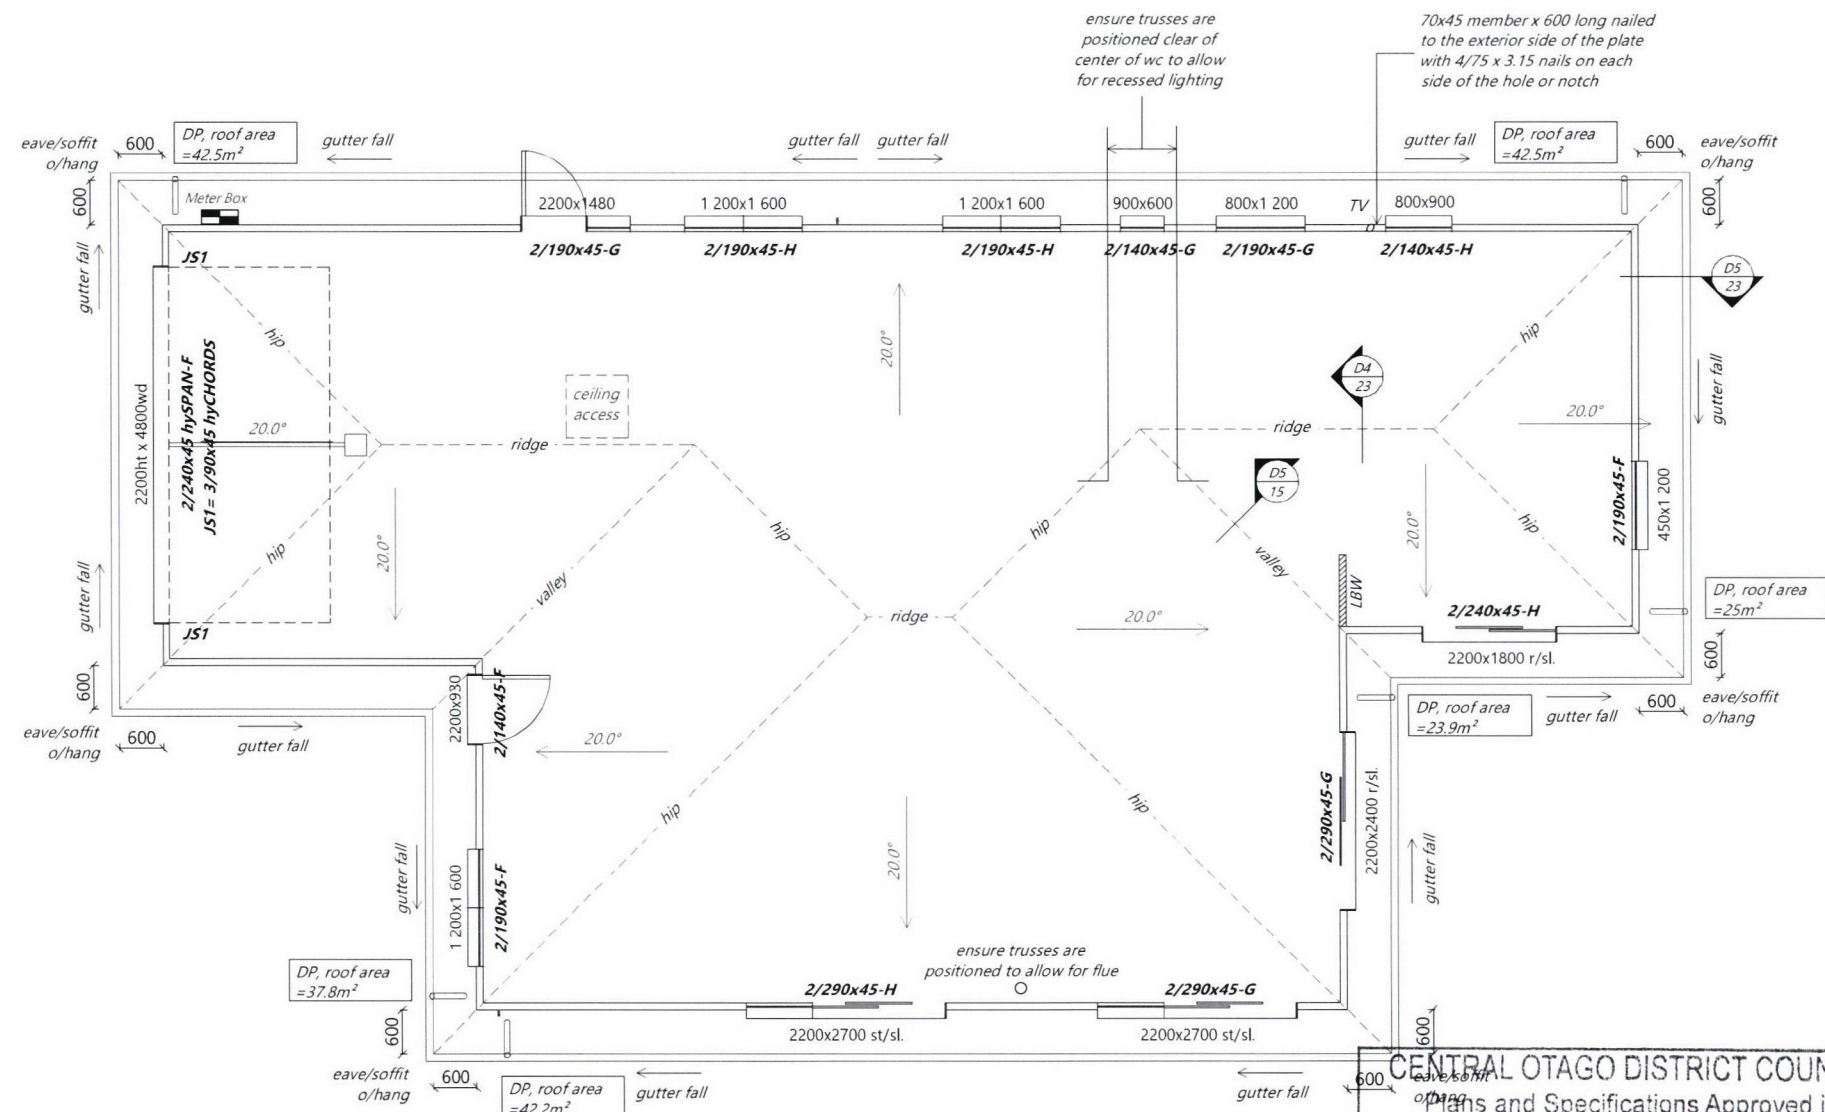 ensure trusses are
positioned clear of
center of wc to allow
for recessed lighting
70x45 member x 600 long nailed
to the exterior side of the plate
with 4/75 x 3.15 nails on each
side of the hole or notch
eave/soffit
o/hang
600
DP, roof area
=42.5m²
gutter fall
gutter fall
gutter fall
gutter fall
DP, roof area
=42.5m²
600
eave/soffit
o/hang
600
Meter Box
2200x1480
1 200x1 600
1 200x1 600
900x600
800x1 200
TV
800x900
600
JS1
2/190x45-G
2/190x45-H
2/190x45-H
2/140x45-G
2/190x45-G
2/140x45-H
gutter fall
D5
23
hip
hip
20.0°
D4
23
gutter fall
2200ht x 4800wd
2/240x45 hySPAN-F
JS1= 3/90x45 hyCHORDS
20.0°
ceiling
access
20.0°
ridge
ridge
D5
15
2/190x45-F
450x1 200
hip
20.0°
hip
hip
20.0°
hip
valley
valley
gutter fall
LBW
DP, roof area
=25m²
ridge
20.0°
2/240x45-H
JS1
2200x1800 r/sl.
600
600
eave/soffit
o/hang
600
gutter fall
2200x930
2/140x45-F
20.0°
DP, roof area
=23.9m²
gutter fall
600
eave/soffit
o/hang
hip
hip
2/290x45-G
2200x2400 r/sl.
gutter fall
20.0°
gutter fall
1 200x1 600
2/190x45-F
DP, roof area
=37.8m²
ensure trusses are
positioned to allow for flue
2/290x45-H
2/290x45-G
2200x2700 st/sl.
2200x2700 st/sl.
600
600
eave/soffit
o/hang
600
DP, roof area
=42.2m²
gutter fall
gutter fall
600
eave/soffit
o/hang
CENTRAL OTAGO DISTRICT COUN
Plans and Specifications Approved i